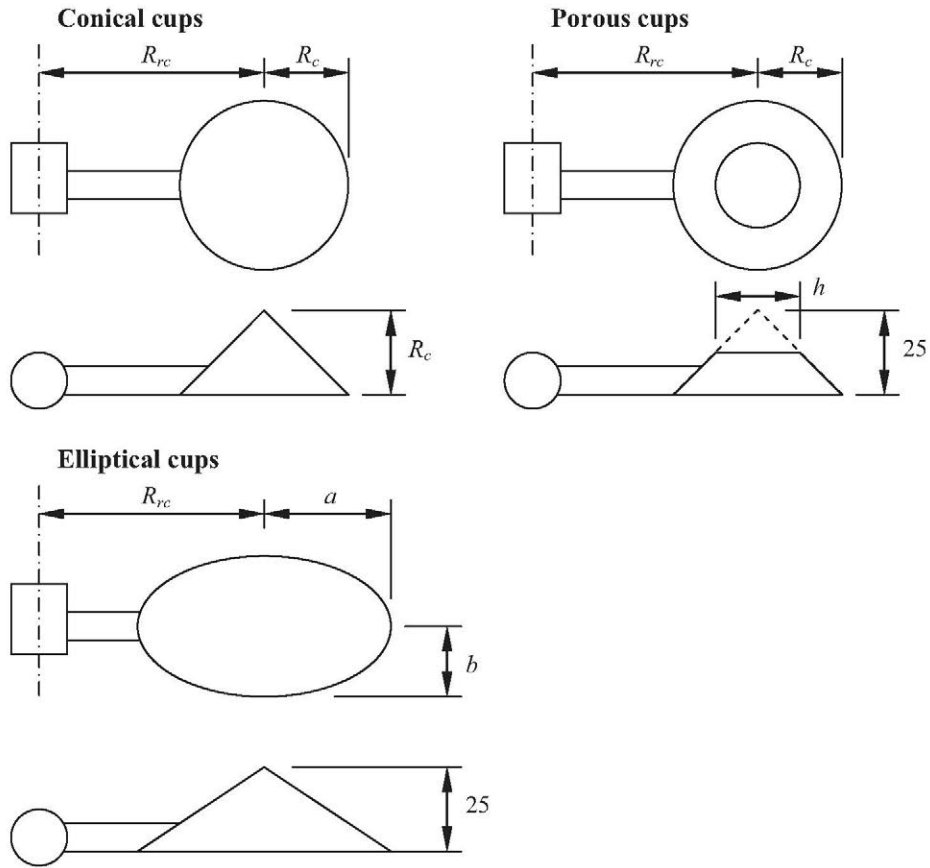 Conical cups
R_rc
R_c
R_c
Porous cups
R_rc
R_c
h
25
Elliptical cups
R_rc
a
b
25